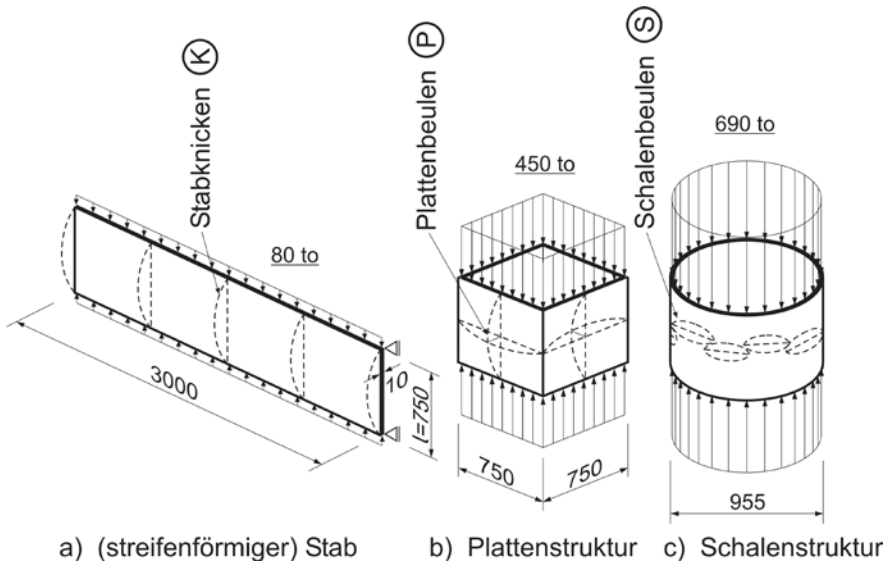 Stabknicken K
Plattenbeulen P
Schalenbeulen S
80 to
450 to
690 to
3000
10
l=750
750
750
955
a) (streifenförmiger) Stab
b) Plattenstruktur
c) Schalenstruktur